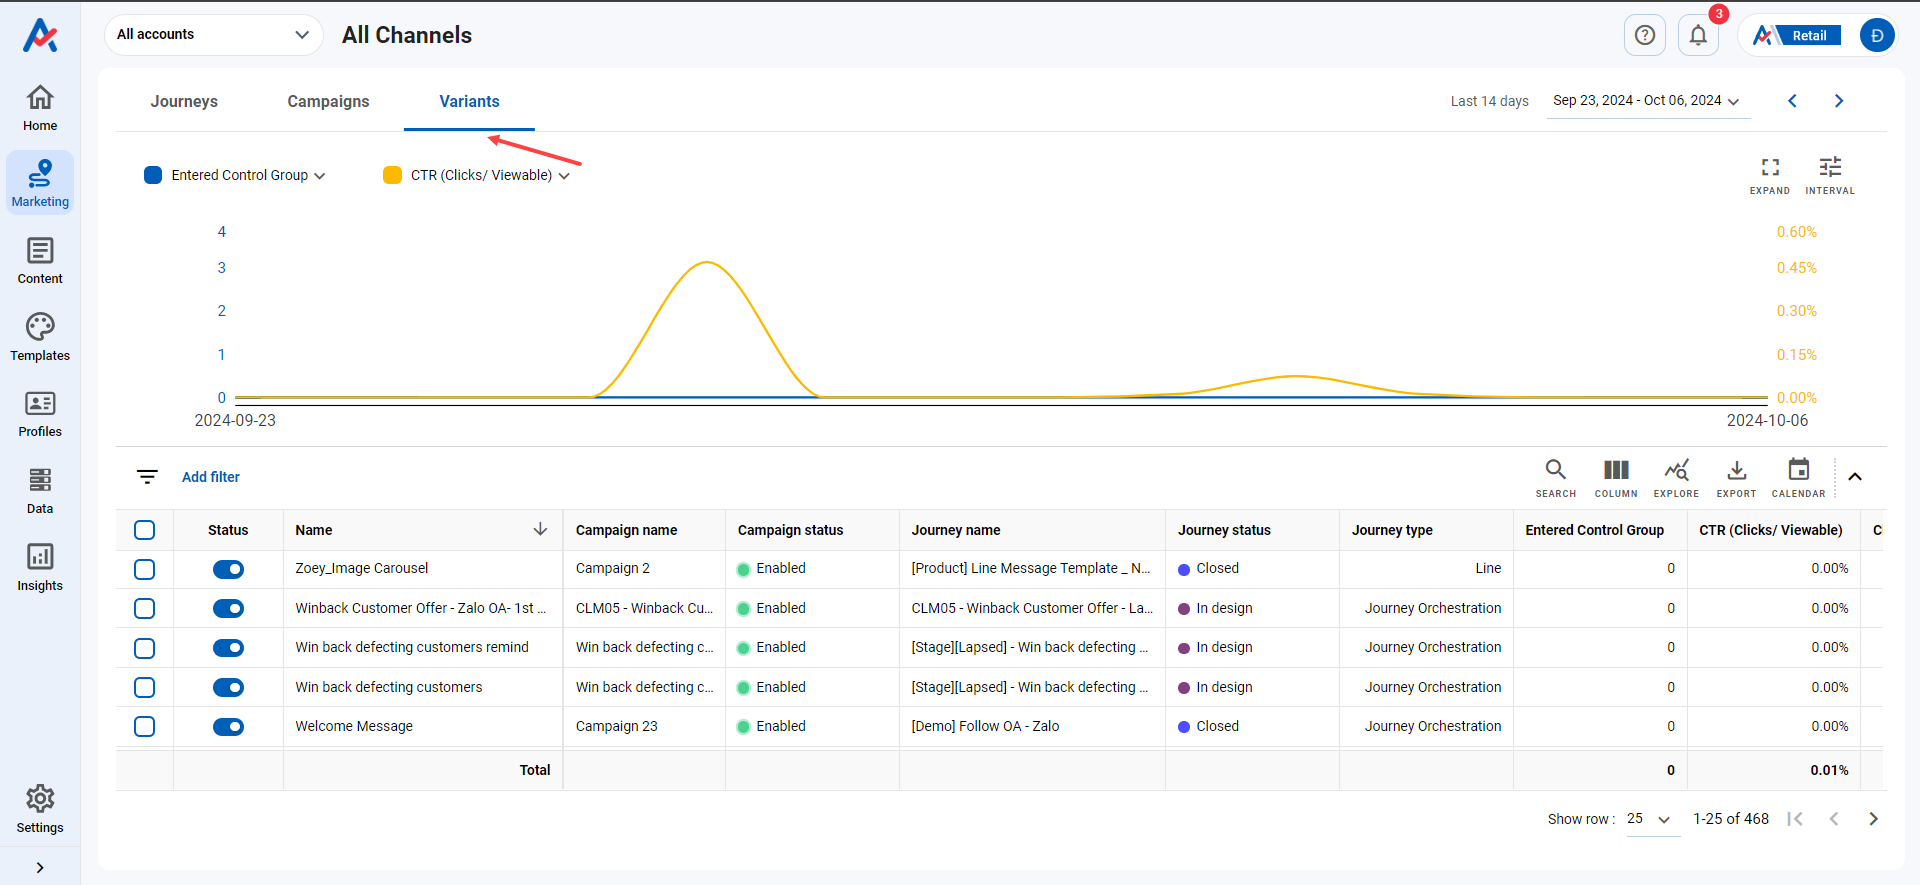 All accounts
All Channels
3
Retail
Đ
Home
Marketing
Content
Templates
Profiles
Data
Insights
Settings
Journeys
Campaigns
Variants
Last 14 days
Sep 23, 2024 - Oct 06, 2024
Entered Control Group
CTR (Clicks/ Viewable)
EXPAND
INTERVAL
4
0.60%
3
0.45%
2
0.30%
1
0.15%
0
0.00%
2024-09-23
2024-10-06
Add filter
SEARCH
COLUMN
EXPLORE
EXPORT
CALENDAR
Status Name Campaign name Campaign status Journey name Journey status Journey type Entered Control Group CTR (Clicks/ Viewable)
Zoey_Image Carousel Campaign 2 Enabled [Product] Line Message Template _ N... Closed Line 0 0.00%
Winback Customer Offer - Zalo OA- 1st ... CLM05 - Winback Cu... Enabled CLM05 - Winback Customer Offer - La... In design Journey Orchestration 0 0.00%
Win back defecting customers remind Win back defecting c... Enabled [Stage][Lapsed] - Win back defecting ... In design Journey Orchestration 0 0.00%
Win back defecting customers Win back defecting c... Enabled [Stage][Lapsed] - Win back defecting ... In design Journey Orchestration 0 0.00%
Welcome Message Campaign 23 Enabled [Demo] Follow OA - Zalo Closed Journey Orchestration 0 0.00%
Total 0 0.01%
Show row : 25 1-25 of 468